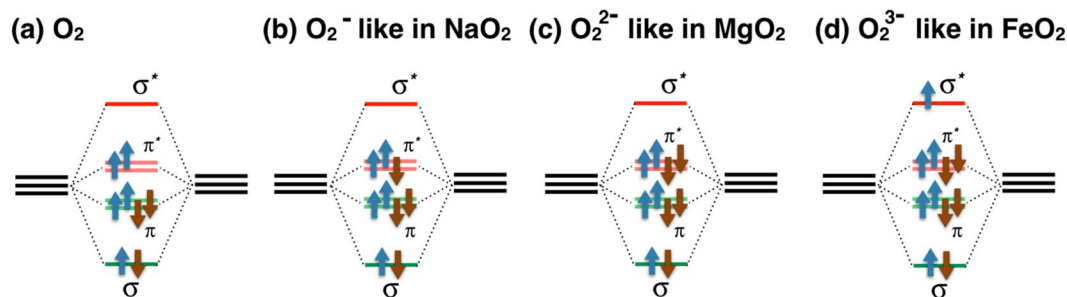 (a) O₂
(b) O₂⁻ like in NaO₂
(c) O₂²⁻ like in MgO₂
(d) O₂³⁻ like in FeO₂
σ*
π*
π
σ
σ*
π*
π
σ
σ*
π*
π
σ
σ*
π*
π
σ